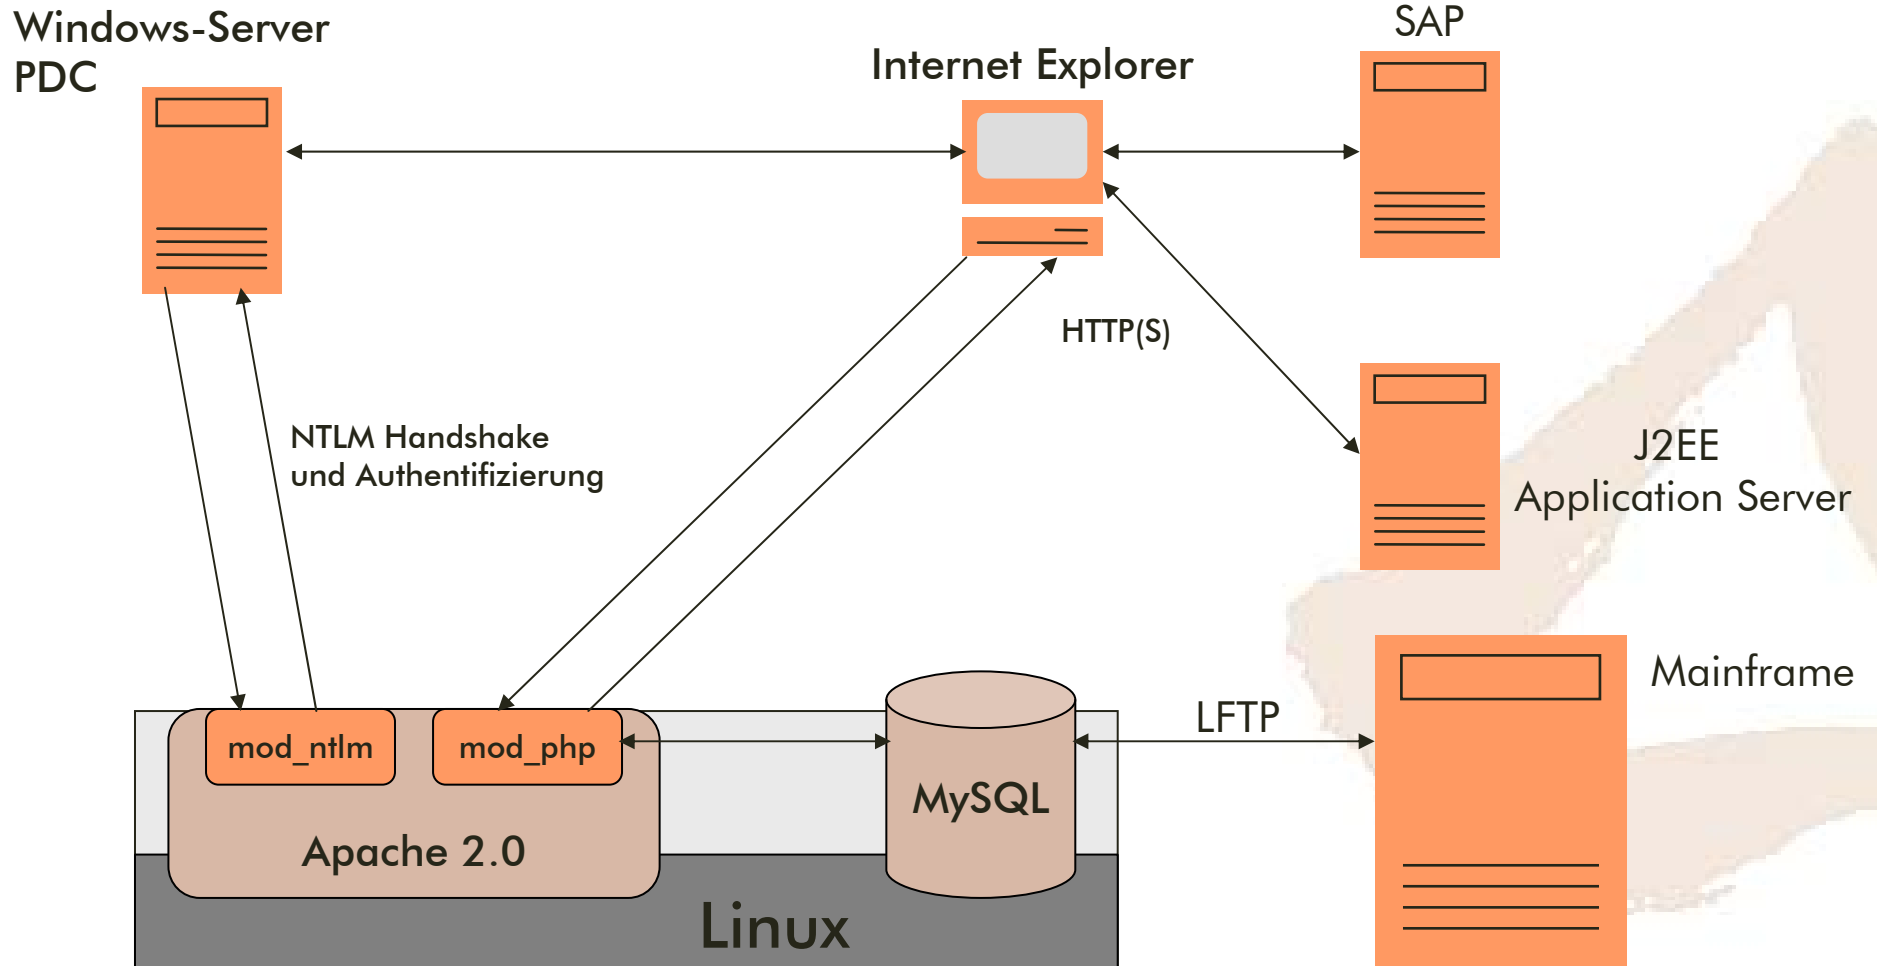 Windows-Server
PDC
Internet Explorer
SAP
HTTP(S)
NTLM Handshake
und Authentifizierung
J2EE
Application Server
Mainframe
LFTP
mod_ntlm
mod_php
MySQL
Apache 2.0
Linux